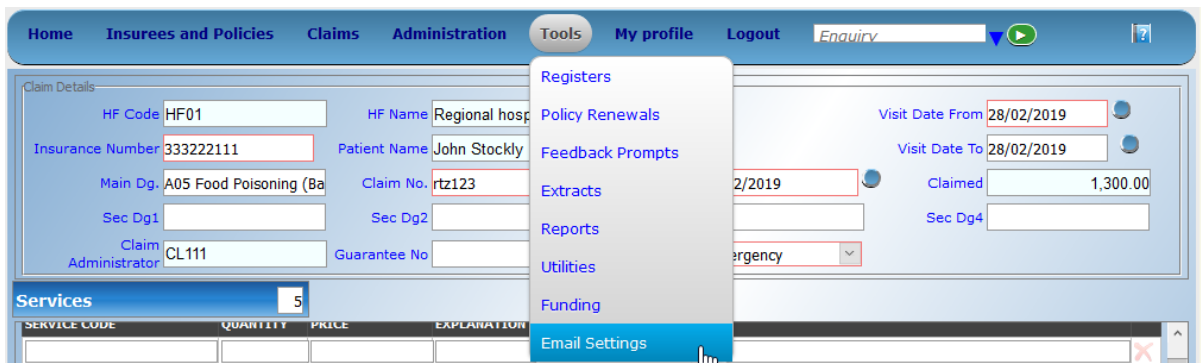 Home Insurees and Policies Claims Administration Tools My profile Logout Enquiry ?
Claim Details
Registers
HF Code HF01 HF Name Regional hosp Policy Renewals Visit Date From 28/02/2019
Insurance Number 333222111 Patient Name John Stockly Feedback Prompts Visit Date To 28/02/2019
Main Dg. A05 Food Poisoning (Ba Claim No. rtz123 Extracts 2/2019 Claimed 1,300.00
Sec Dg1 Sec Dg2 Reports Sec Dg4
Claim
Administrator CL111 Guarantee No Utilities ergency
Services 5 Funding
SERVICE CODE QUANTITY PRICE EXPLANATION
Email Settings